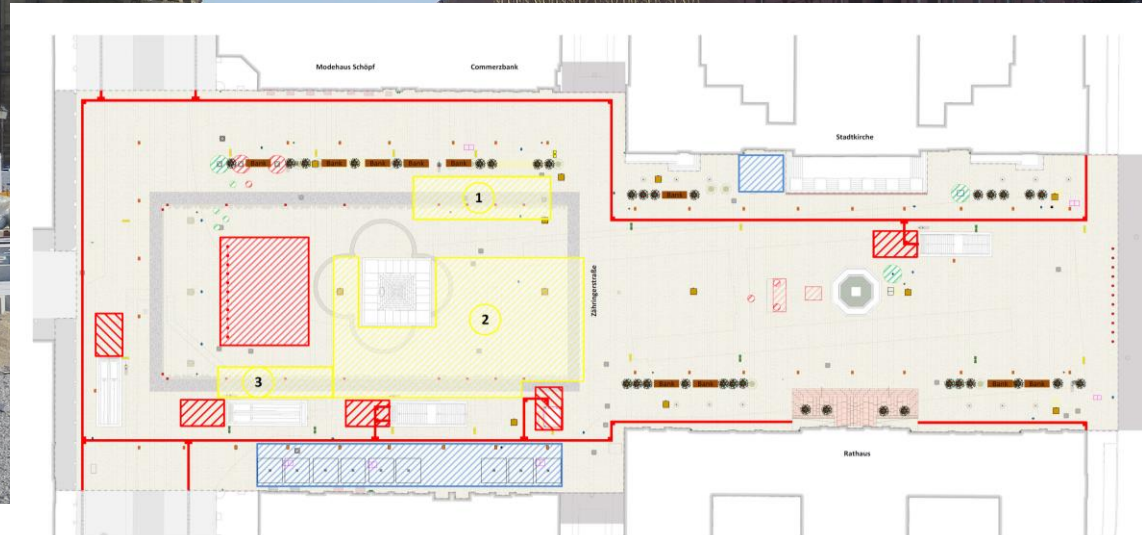 Modehaus Schöpf
Commerzbank
Stadtkirche
Bank Bank Bank Bank Bank
Bank
1
Zähringerstraße
2
3
Bank Bank
Bank Bank
Rathaus